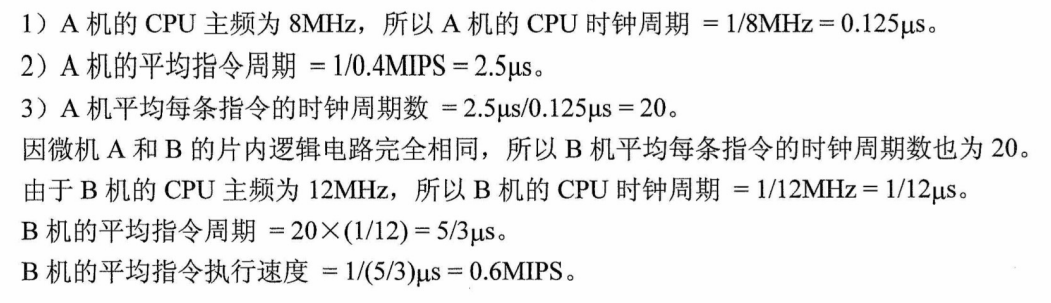 1）A 机的 CPU 主频为 8MHz，所以 A 机的 CPU 时钟周期 = 1/8MHz = 0.125μs。
2）A 机的平均指令周期 = 1/0.4MIPS = 2.5μs。
3）A 机平均每条指令的时钟周期数 = 2.5μs/0.125μs = 20。
因微机 A 和 B 的片内逻辑电路完全相同，所以 B 机平均每条指令的时钟周期数也为 20。
由于 B 机的 CPU 主频为 12MHz，所以 B 机的 CPU 时钟周期 = 1/12MHz = 1/12μs。
B 机的平均指令周期 = 20×(1/12) = 5/3μs。
B 机的平均指令执行速度 = 1/(5/3)μs = 0.6MIPS。